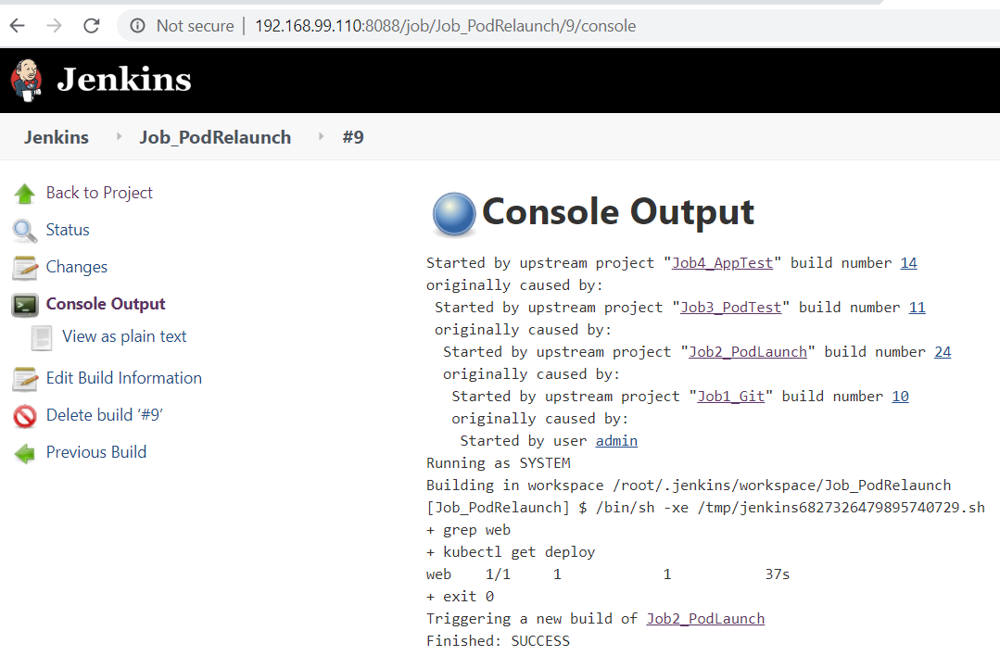 Not secure | 192.168.99.110:8088/job/Job_PodRelaunch/9/console
Jenkins
Jenkins Job_PodRelaunch #9
Back to Project
Status
Changes
Console Output
View as plain text
Edit Build Information
Delete build ‘#9’
Previous Build
Console Output
Started by upstream project "Job4_AppTest" build number 14
originally caused by:
Started by upstream project "Job3_PodTest" build number 11
originally caused by:
Started by upstream project "Job2_PodLaunch" build number 24
originally caused by:
Started by upstream project "Job1_Git" build number 10
originally caused by:
Started by user admin
Running as SYSTEM
Building in workspace /root/.jenkins/workspace/Job_PodRelaunch
[Job_PodRelaunch] $ /bin/sh -xe /tmp/jenkins6827326479895740729.sh
+ grep web
+ kubectl get deploy
web 1/1 1 1 37s
+ exit 0
Triggering a new build of Job2_PodLaunch
Finished: SUCCESS